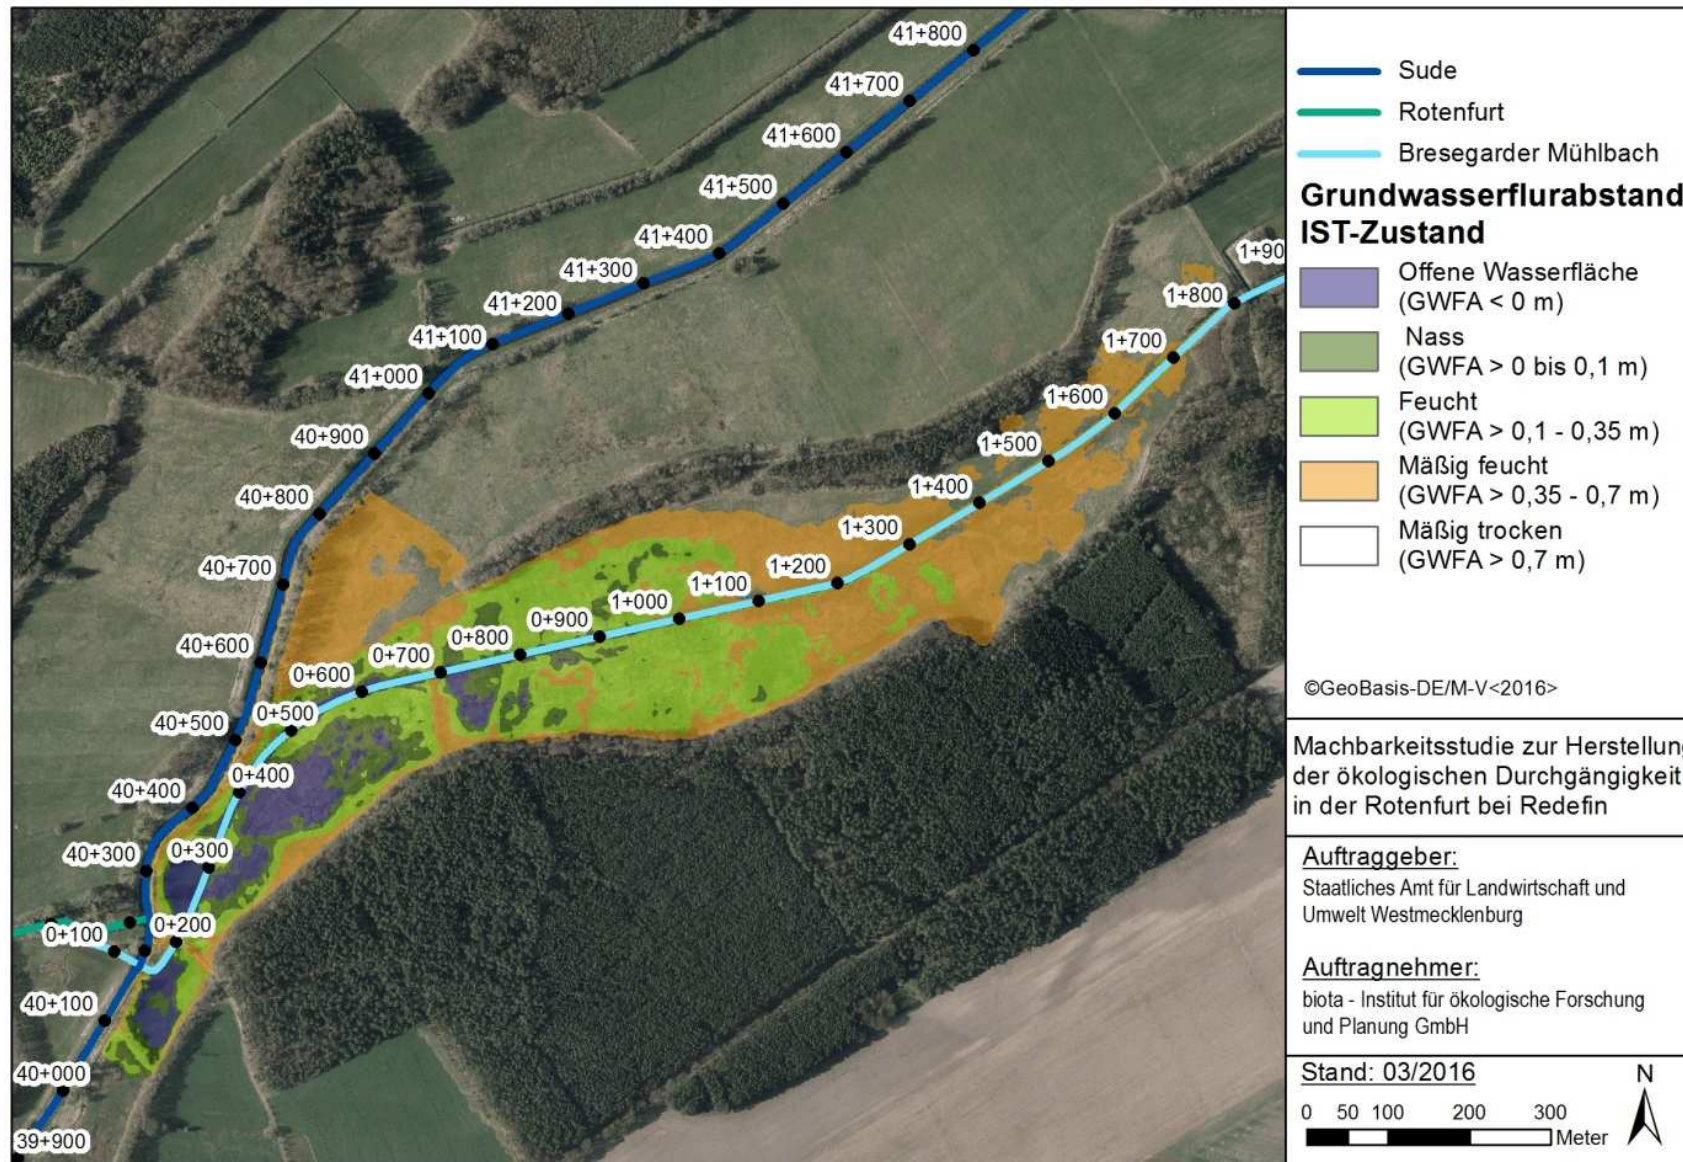 41+800
41+700
41+600
41+500
41+400
41+300
41+200
41+100
41+000
40+900
40+800
40+700
40+600
40+500
40+400
40+300
40+100
40+000
39+900
1+90
1+800
1+700
1+600
1+500
1+400
1+300
1+200
1+100
1+000
0+900
0+800
0+700
0+600
0+500
0+400
0+300
0+200
0+100
Sude
Rotenfurt
Bresegarder Mühlbach
Grundwasserflurabstand
IST-Zustand
Offene Wasserfläche
(GWFA < 0 m)
Nass
(GWFA > 0 bis 0,1 m)
Feucht
(GWFA > 0,1 - 0,35 m)
Mäßig feucht
(GWFA > 0,35 - 0,7 m)
Mäßig trocken
(GWFA > 0,7 m)
©GeoBasis-DE/M-V<2016>
Machbarkeitsstudie zur Herstellung
der ökologischen Durchgängigkeit
in der Rotenfurt bei Redefin
Auftraggeber:
Staatliches Amt für Landwirtschaft und
Umwelt Westmecklenburg
Auftragnehmer:
biota - Institut für ökologische Forschung
und Planung GmbH
Stand: 03/2016
N
0 50 100 200 300
Meter